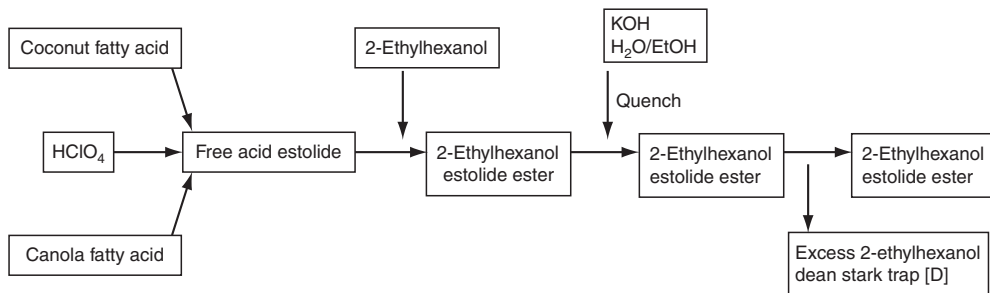 Coconut fatty acid
HClO₄
Canola fatty acid
Free acid estolide
2-Ethylhexanol
2-Ethylhexanol
estolide ester
KOH
H₂O/EtOH
Quench
2-Ethylhexanol
estolide ester
2-Ethylhexanol
estolide ester
Excess 2-ethylhexanol
dean stark trap [D]